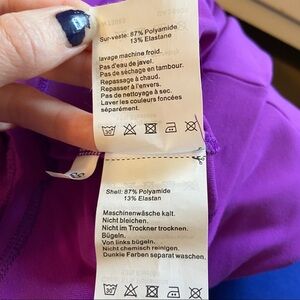 Sur-veste: 87% Polyamide
13% Elastane
lavage machine froid.
Pas d'eau de javel.
Pas de séchage en tambour.
Repassage à chaud.
Repasser à l'envers.
Pas de nettoyage à sec.
Laver les couleurs foncées
séparément.
Shell: 87% Polyamide
13% Elastan
Maschinenwäsche kalt.
Nicht bleichen.
Nicht im Trockner trocknen.
Bügeln.
Von links bügeln.
Nicht chemisch reinigen.
Dunkle Farben separat waschen.